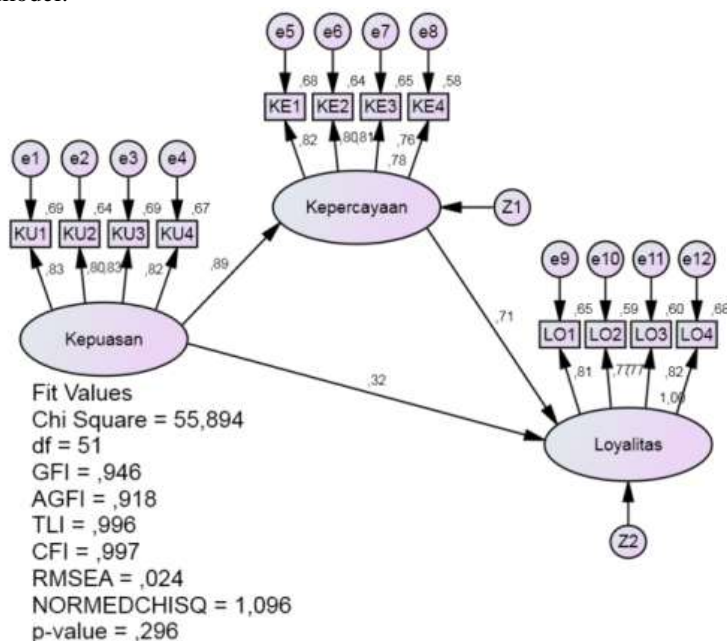 model.
e5 e6 e7 e8
,68 ,64 ,65 ,58
KE1 KE2 KE3 KE4
,82 ,80 ,81 ,76
,78
Kepercayaan
Z1
e1 e2 e3 e4
,69 ,64 ,69 ,67
KU1 KU2 KU3 KU4
,83 ,80 ,83 ,82
,89
Kepuasan
e9 e10 e11 e12
,65 ,59 ,60 ,68
LO1 LO2 LO3 LO4
,81 ,77 ,77 ,82
1,00
,71
,32
Loyalitas
Z2
Fit Values
Chi Square = 55,894
df = 51
GFI = ,946
AGFI = ,918
TLI = ,996
CFI = ,997
RMSEA = ,024
NORMEDCHISQ = 1,096
p-value = ,296